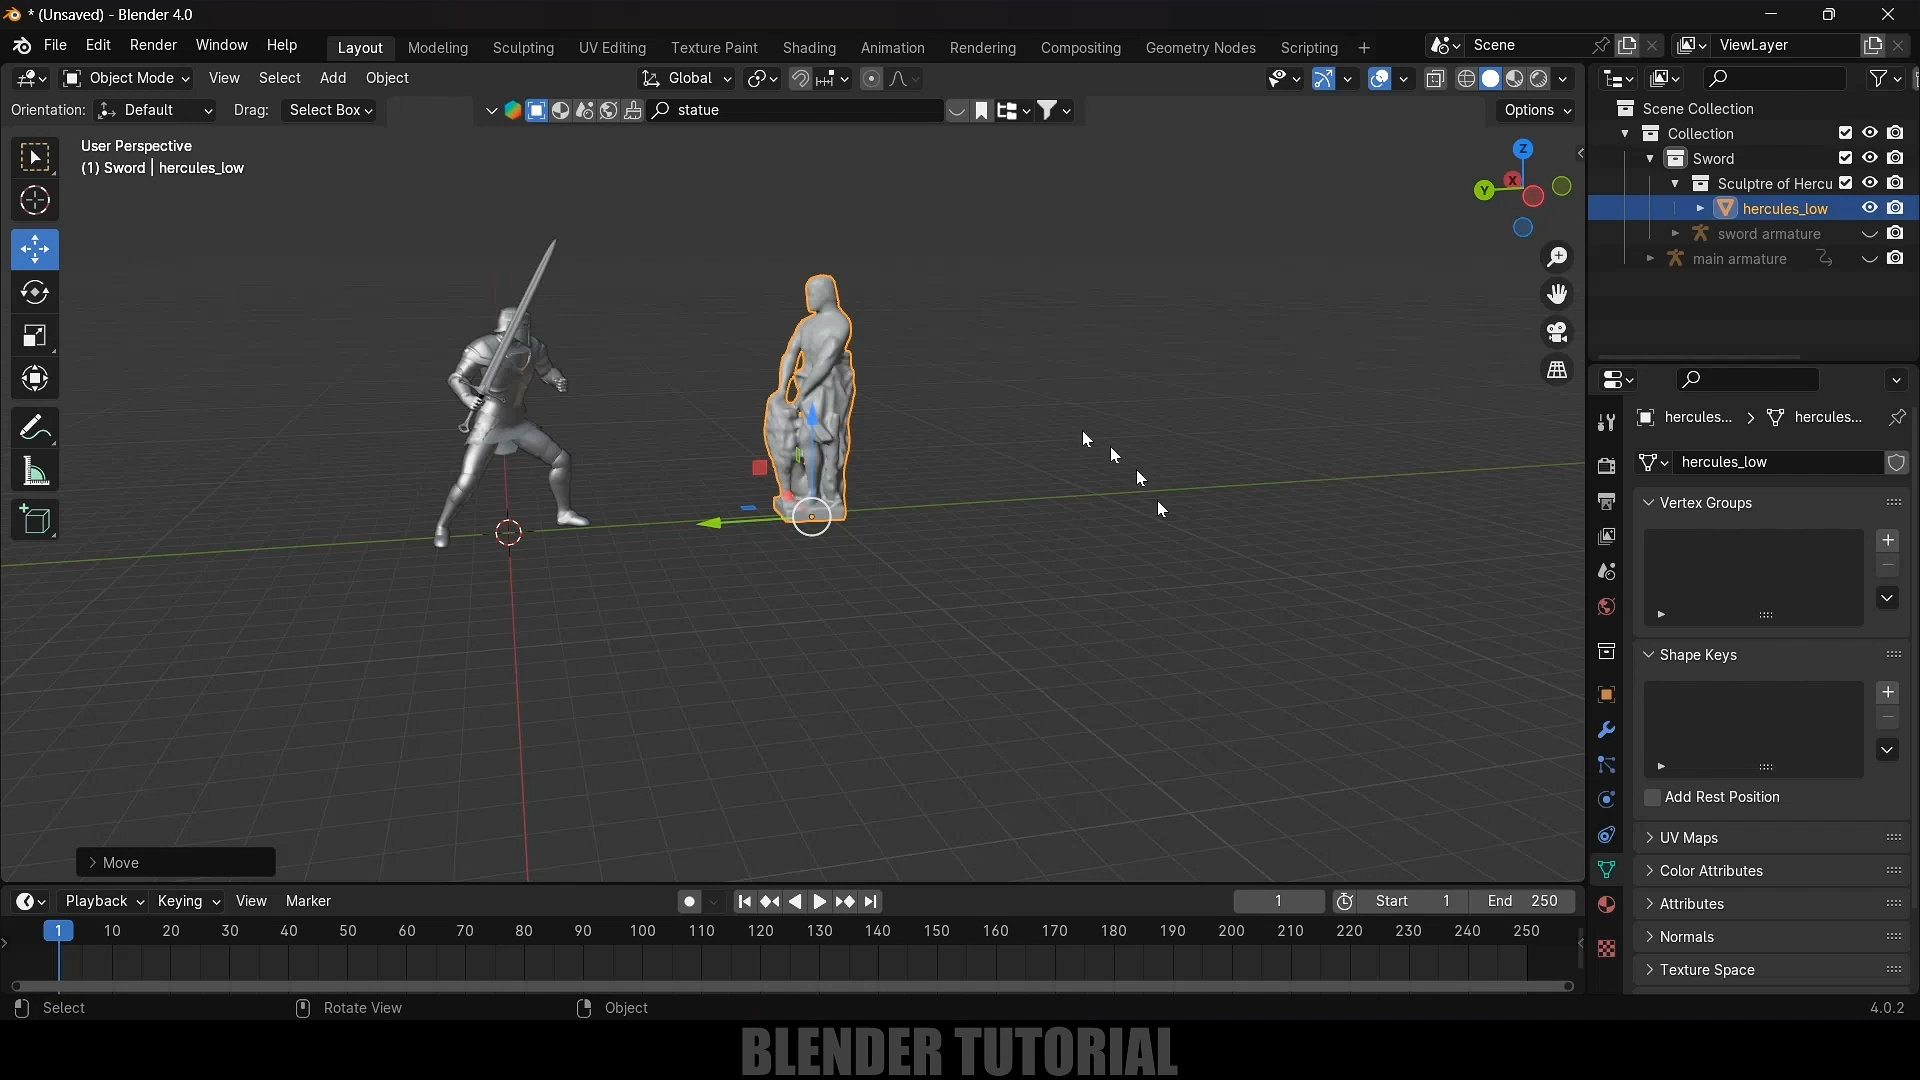 * (Unsaved) - Blender 4.0
File Edit Render Window Help Layout Modeling Sculpting UV Editing Texture Paint Shading Animation Rendering Compositing Geometry Nodes Scripting + Scene ViewLayer
Object Mode View Select Add Object Global
Orientation: Default Drag: Select Box statue Options
User Perspective
(1) Sword | hercules_low
Z
Y
X
Scene Collection
Collection
Sword
Sculptre of Hercu
hercules_low
sword armature
main armature
hercules... > hercules...
hercules_low
Vertex Groups
Shape Keys
Add Rest Position
UV Maps
Color Attributes
Attributes
Normals
Texture Space
> Move
Playback Keying View Marker 1 Start 1 End 250
1 10 20 30 40 50 60 70 80 90 100 110 120 130 140 150 160 170 180 190 200 210 220 230 240 250
Select Rotate View Object 4.0.2
BLENDER TUTORIAL